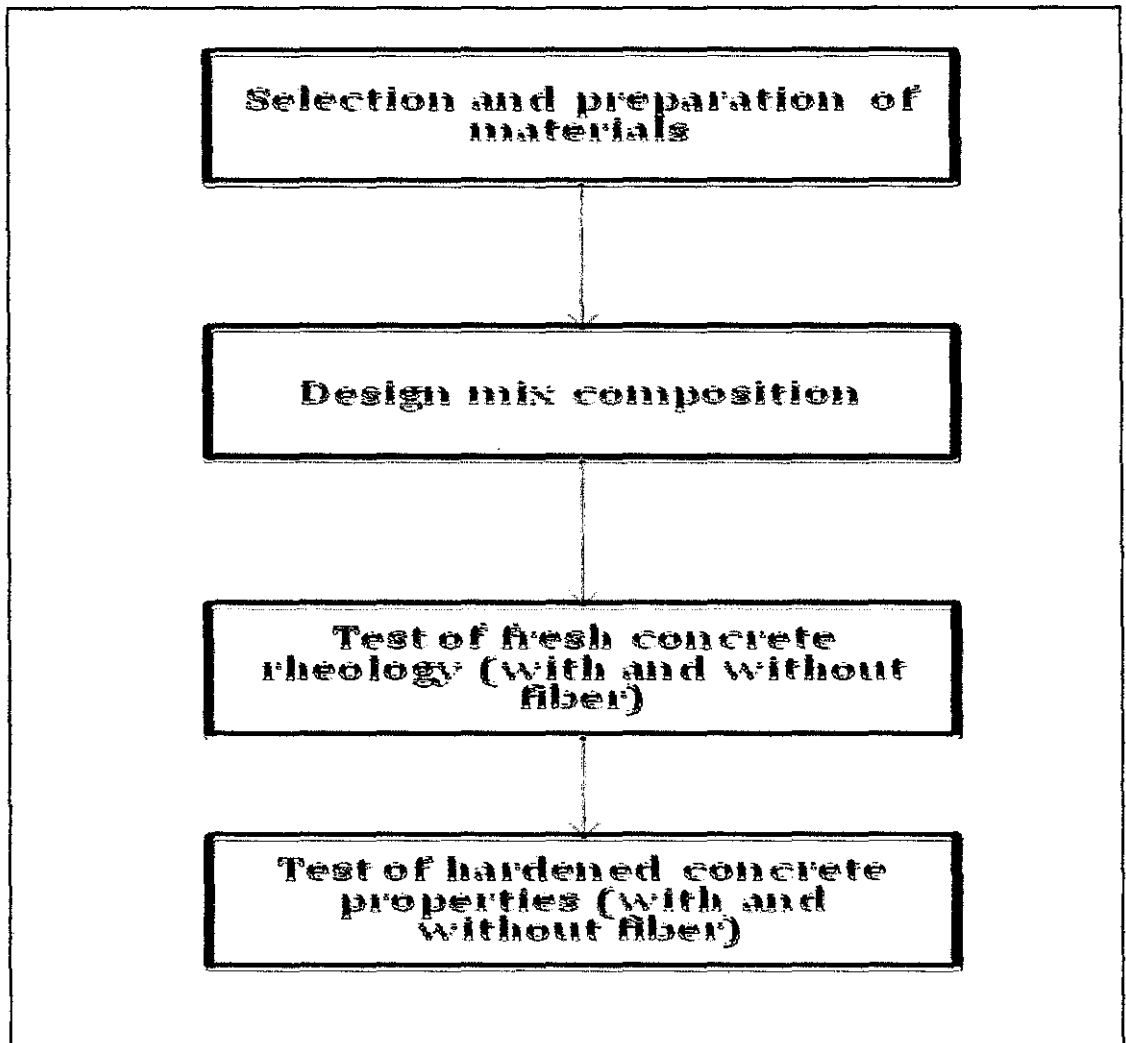 Selection and preparation of
materials
Design mix composition
Test of fresh concrete
rheology (with and without
fiber)
Test of hardened concrete
properties (with and
without fiber)